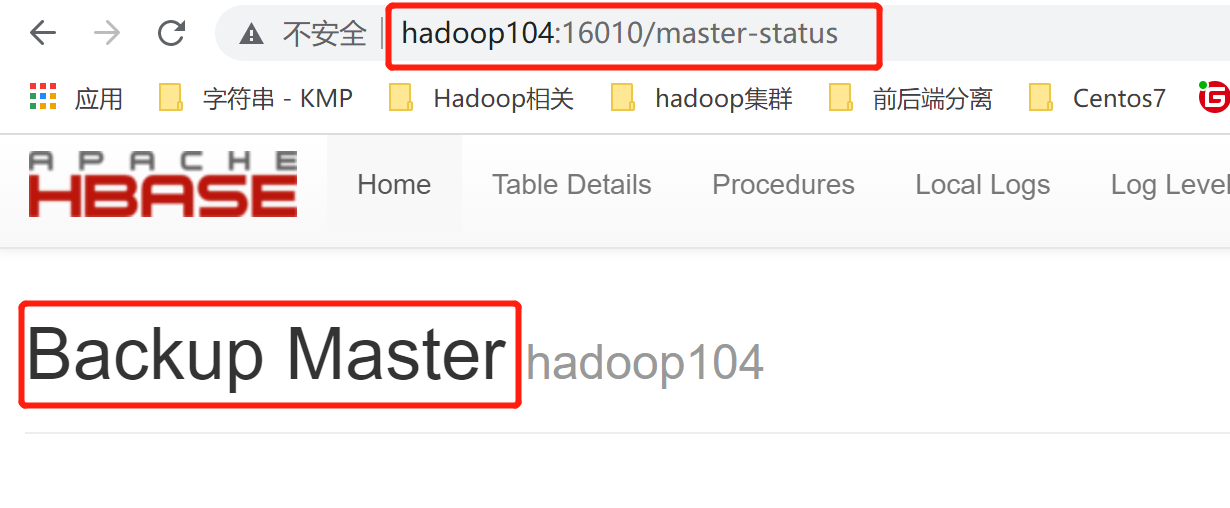 不安全 hadoop104:16010/master-status
应用 字符串 - KMP Hadoop相关 hadoop集群 前后端分离 Centos7
APACHE
HBASE
Home Table Details Procedures Local Logs Log Level
Backup Master hadoop104